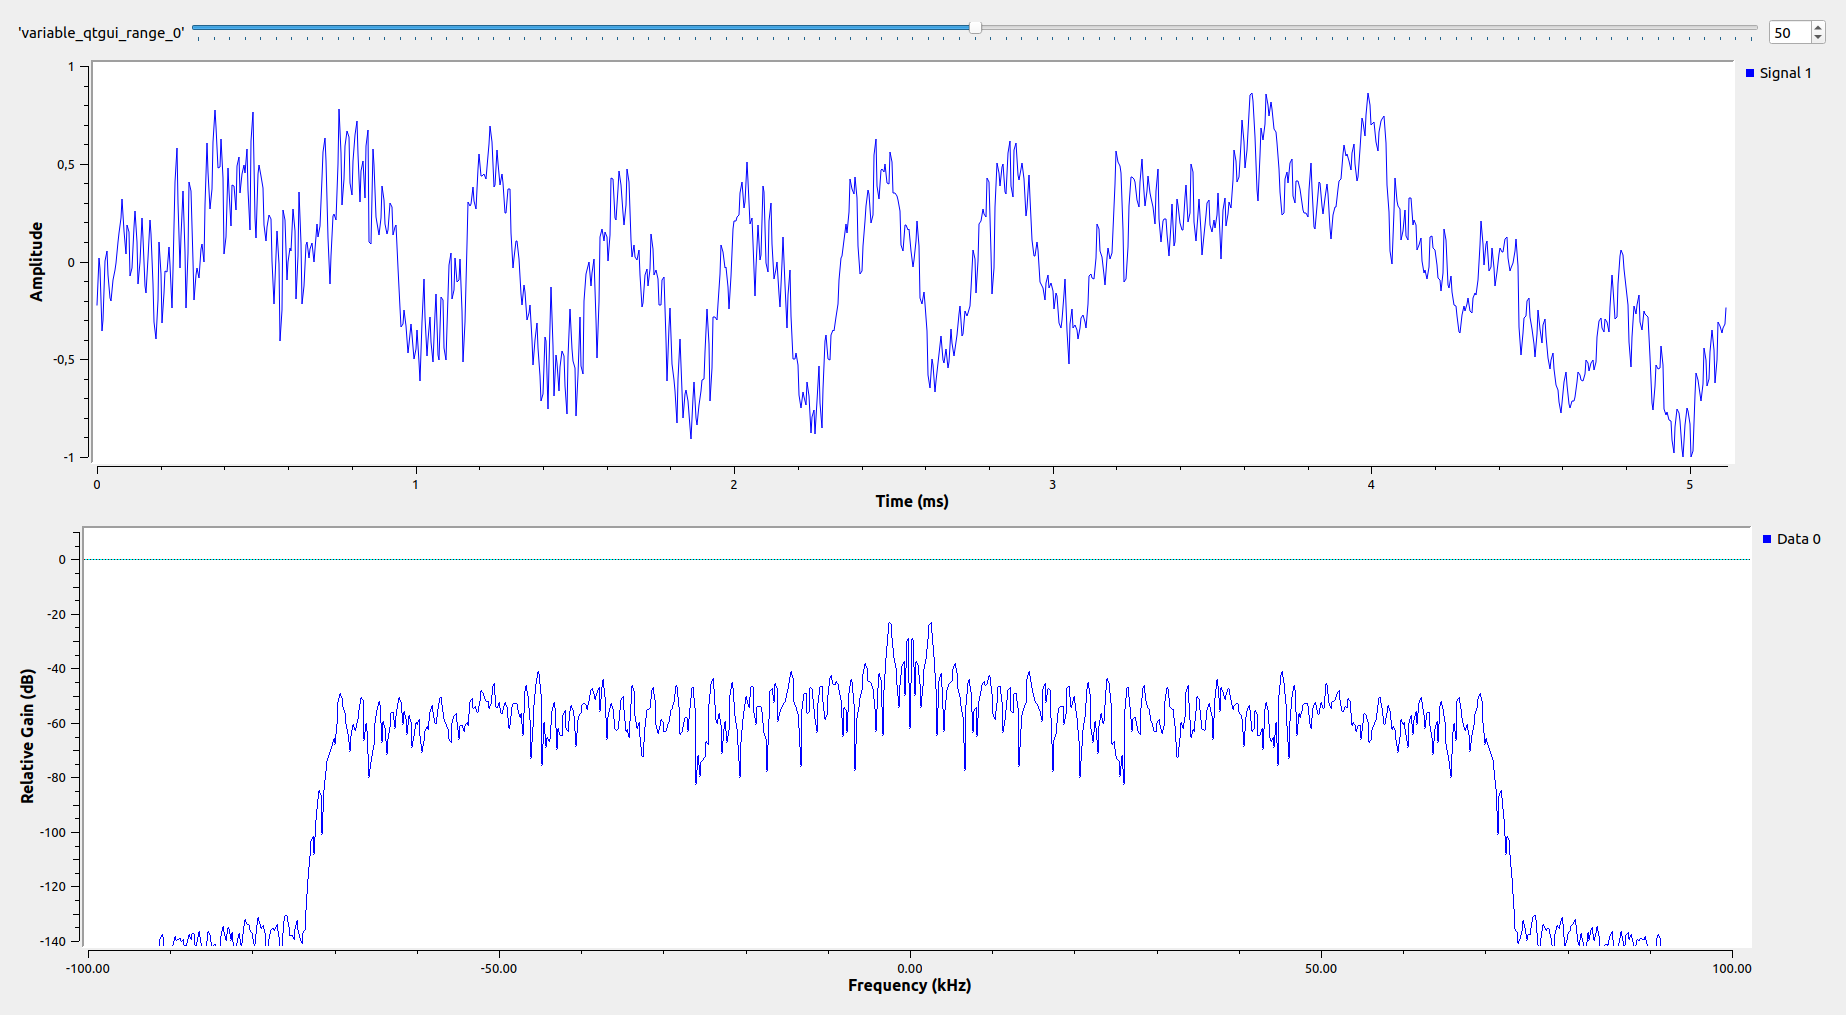 'variable_qtgui_range_0' 50
1
Signal 1
0,5
0
-0,5
-1
Amplitude
0 1 2 3 4 5
Time (ms)
Data 0
0
-20
-40
-60
-80
-100
-120
-140
Relative Gain (dB)
-100.00 -50.00 0.00 50.00 100.00
Frequency (kHz)